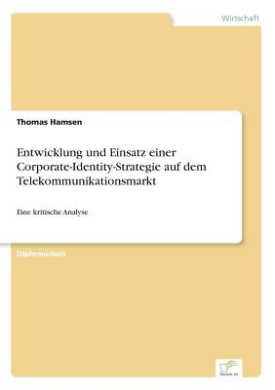 Wirtschaft
Thomas Hamsen
Entwicklung und Einsatz einer
Corporate-Identity-Strategie auf dem
Telekommunikationsmarkt
Eine kritische Analyse
Diplomarbeit